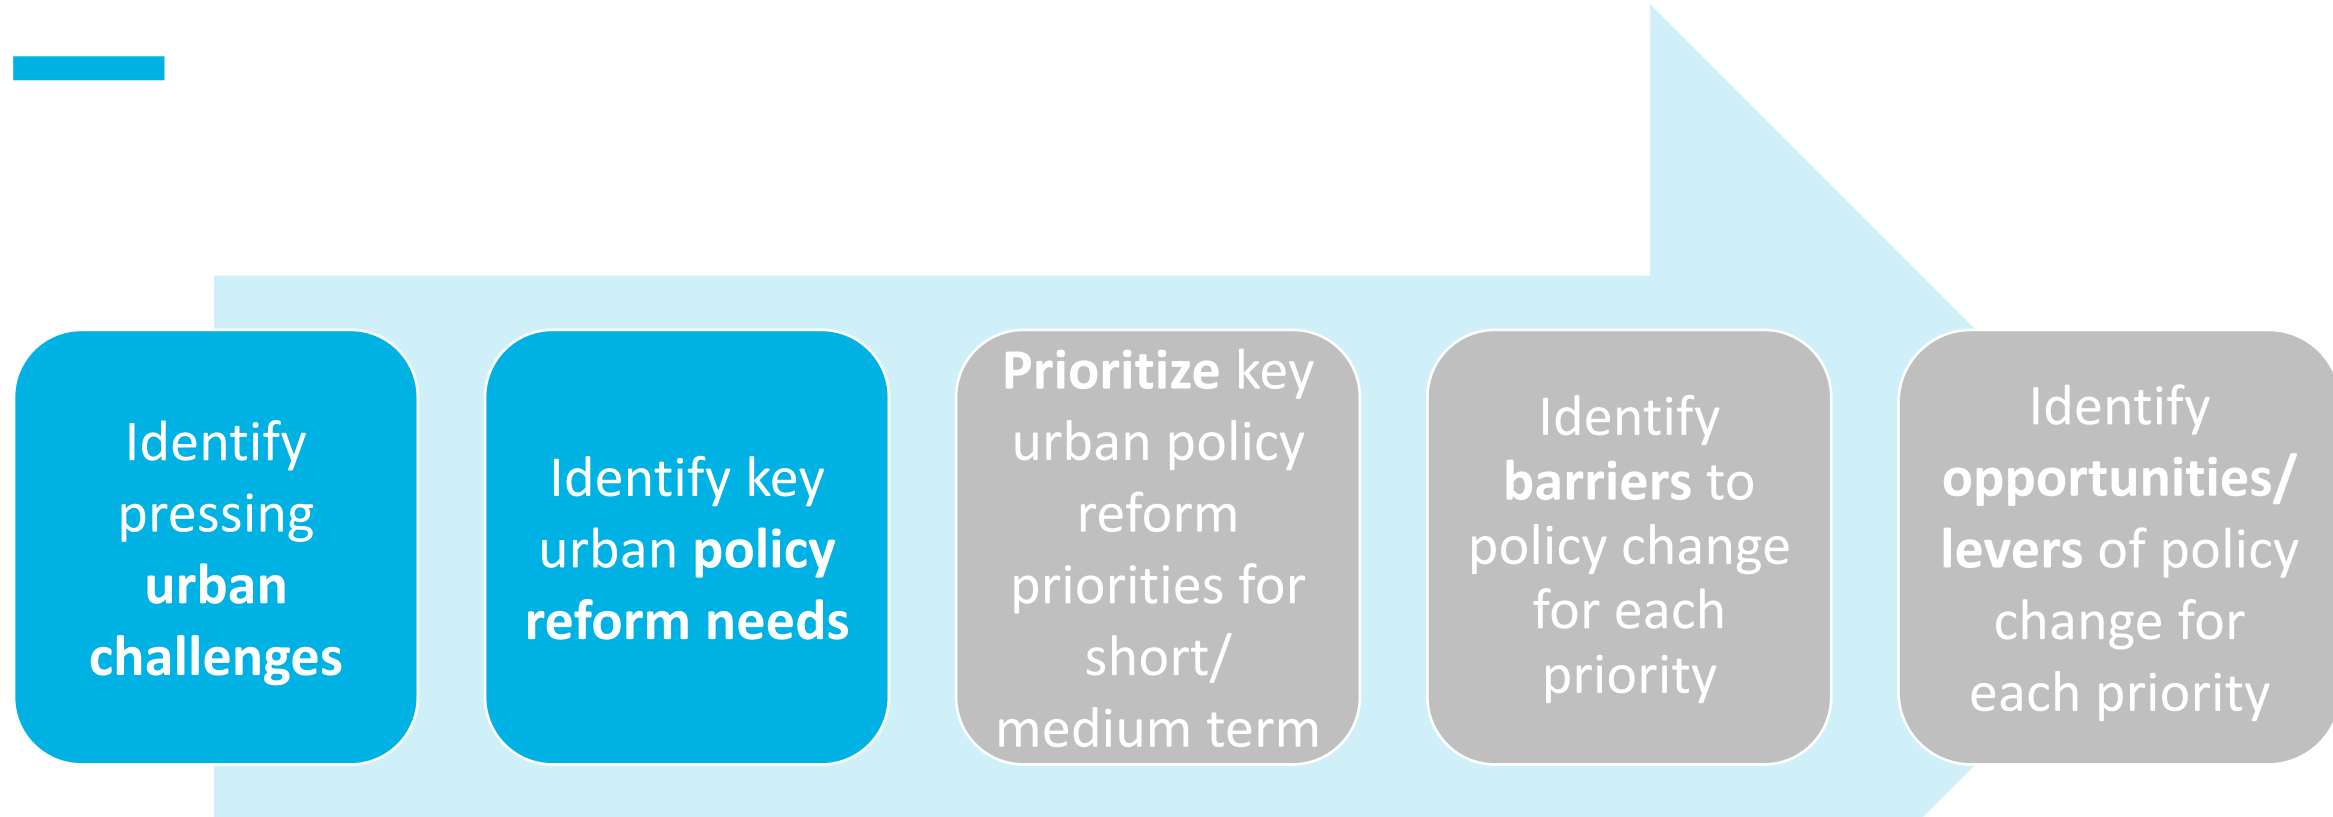 Identify
pressing
urban
challenges
Identify key
urban policy
reform needs
Prioritize key
urban policy
reform
priorities for
short/
medium term
Identify
barriers to
policy change
for each
priority
Identify
opportunities/
levers of policy
change for
each priority